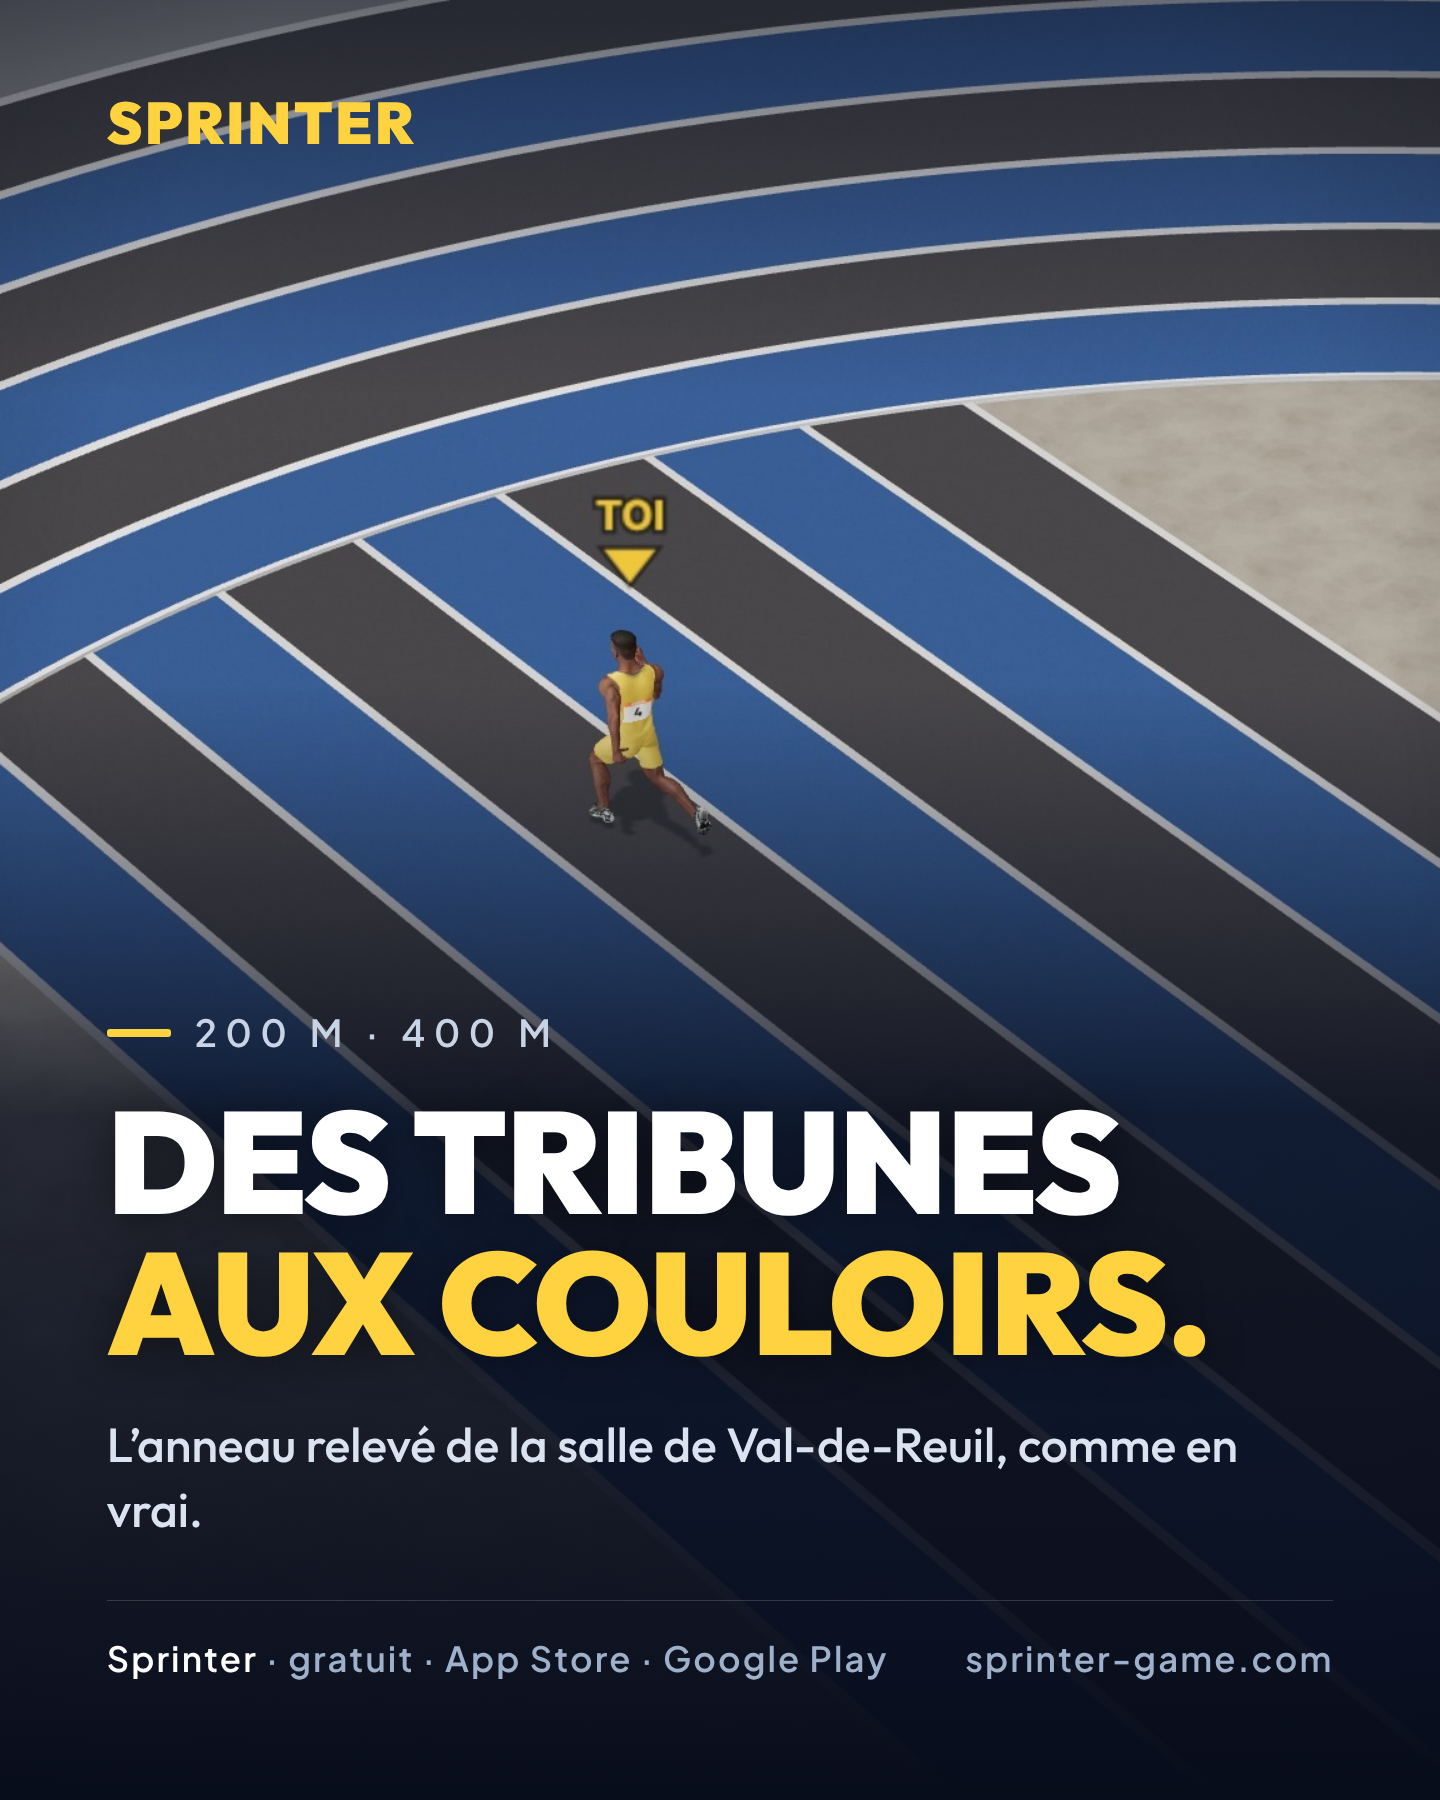 SPRINTER
TOI
4
200 M · 400 M
DES TRIBUNES
AUX COULOIRS.
L’anneau relevé de la salle de Val-de-Reuil, comme en
vrai.
Sprinter · gratuit · App Store · Google Play sprinter-game.com